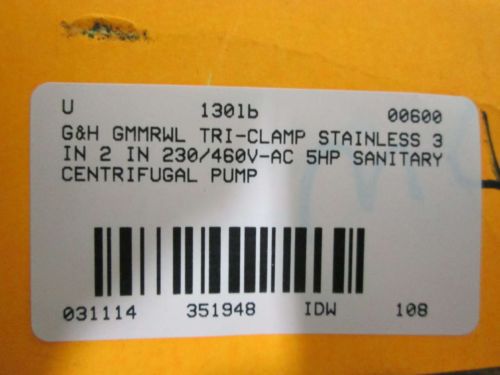 U 130lb 00600
G&H GMMRWL TRI-CLAMP STAINLESS 3
IN 2 IN 230/460V-AC 5HP SANITARY
CENTRIFUGAL PUMP
031114 351948 IDW 108